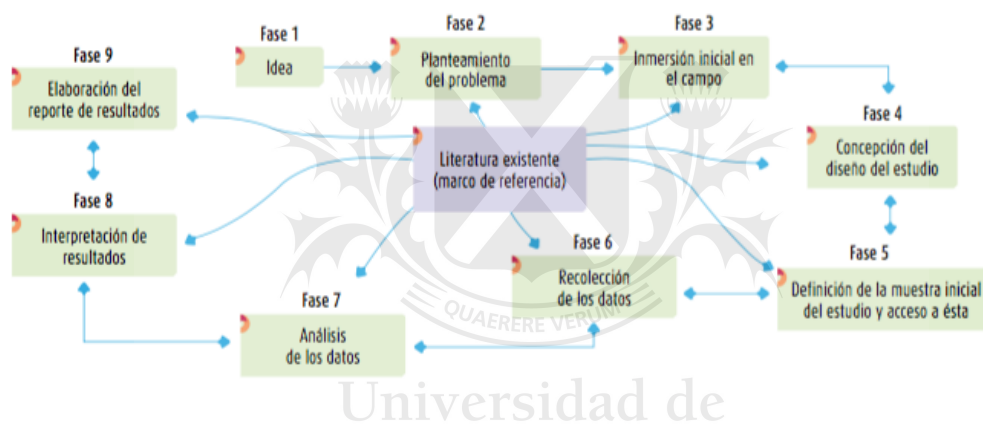 Fase 1
Idea
Fase 2
Planteamiento
del problema
Fase 3
Inmersión inicial en
el campo
Fase 4
Concepción del
diseño del estudio
Fase 5
Definición de la muestra inicial
del estudio y acceso a ésta
Fase 6
Recolección
de los datos
Fase 7
Análisis
de los datos
Fase 8
Interpretación de
resultados
Fase 9
Elaboración del
reporte de resultados
Literatura existente
(marco de referencia)
QUAERERE VERUM
Universidad de